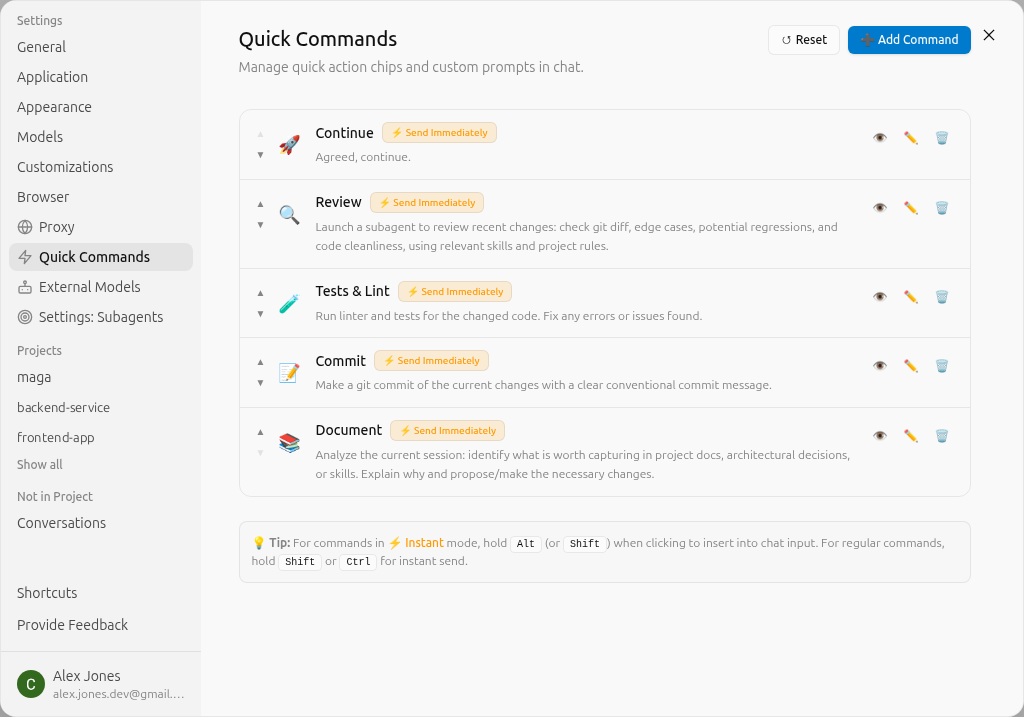 Settings
General
Application
Appearance
Models
Customizations
Browser
Proxy
Quick Commands
External Models
Settings: Subagents
Projects
maga
backend-service
frontend-app
Show all
Not in Project
Conversations
Shortcuts
Provide Feedback
C
Alex Jones
alex.jones.dev@gmail....
Quick Commands
Manage quick action chips and custom prompts in chat.
↺ Reset
➕ Add Command
Continue ⚡ Send Immediately
Agreed, continue.
Review ⚡ Send Immediately
Launch a subagent to review recent changes: check git diff, edge cases, potential regressions, and
code cleanliness, using relevant skills and project rules.
Tests & Lint ⚡ Send Immediately
Run linter and tests for the changed code. Fix any errors or issues found.
Commit ⚡ Send Immediately
Make a git commit of the current changes with a clear conventional commit message.
Document ⚡ Send Immediately
Analyze the current session: identify what is worth capturing in project docs, architectural decisions,
or skills. Explain why and propose/make the necessary changes.
💡 Tip: For commands in ⚡ Instant mode, hold Alt (or Shift) when clicking to insert into chat input. For regular commands,
hold Shift or Ctrl for instant send.